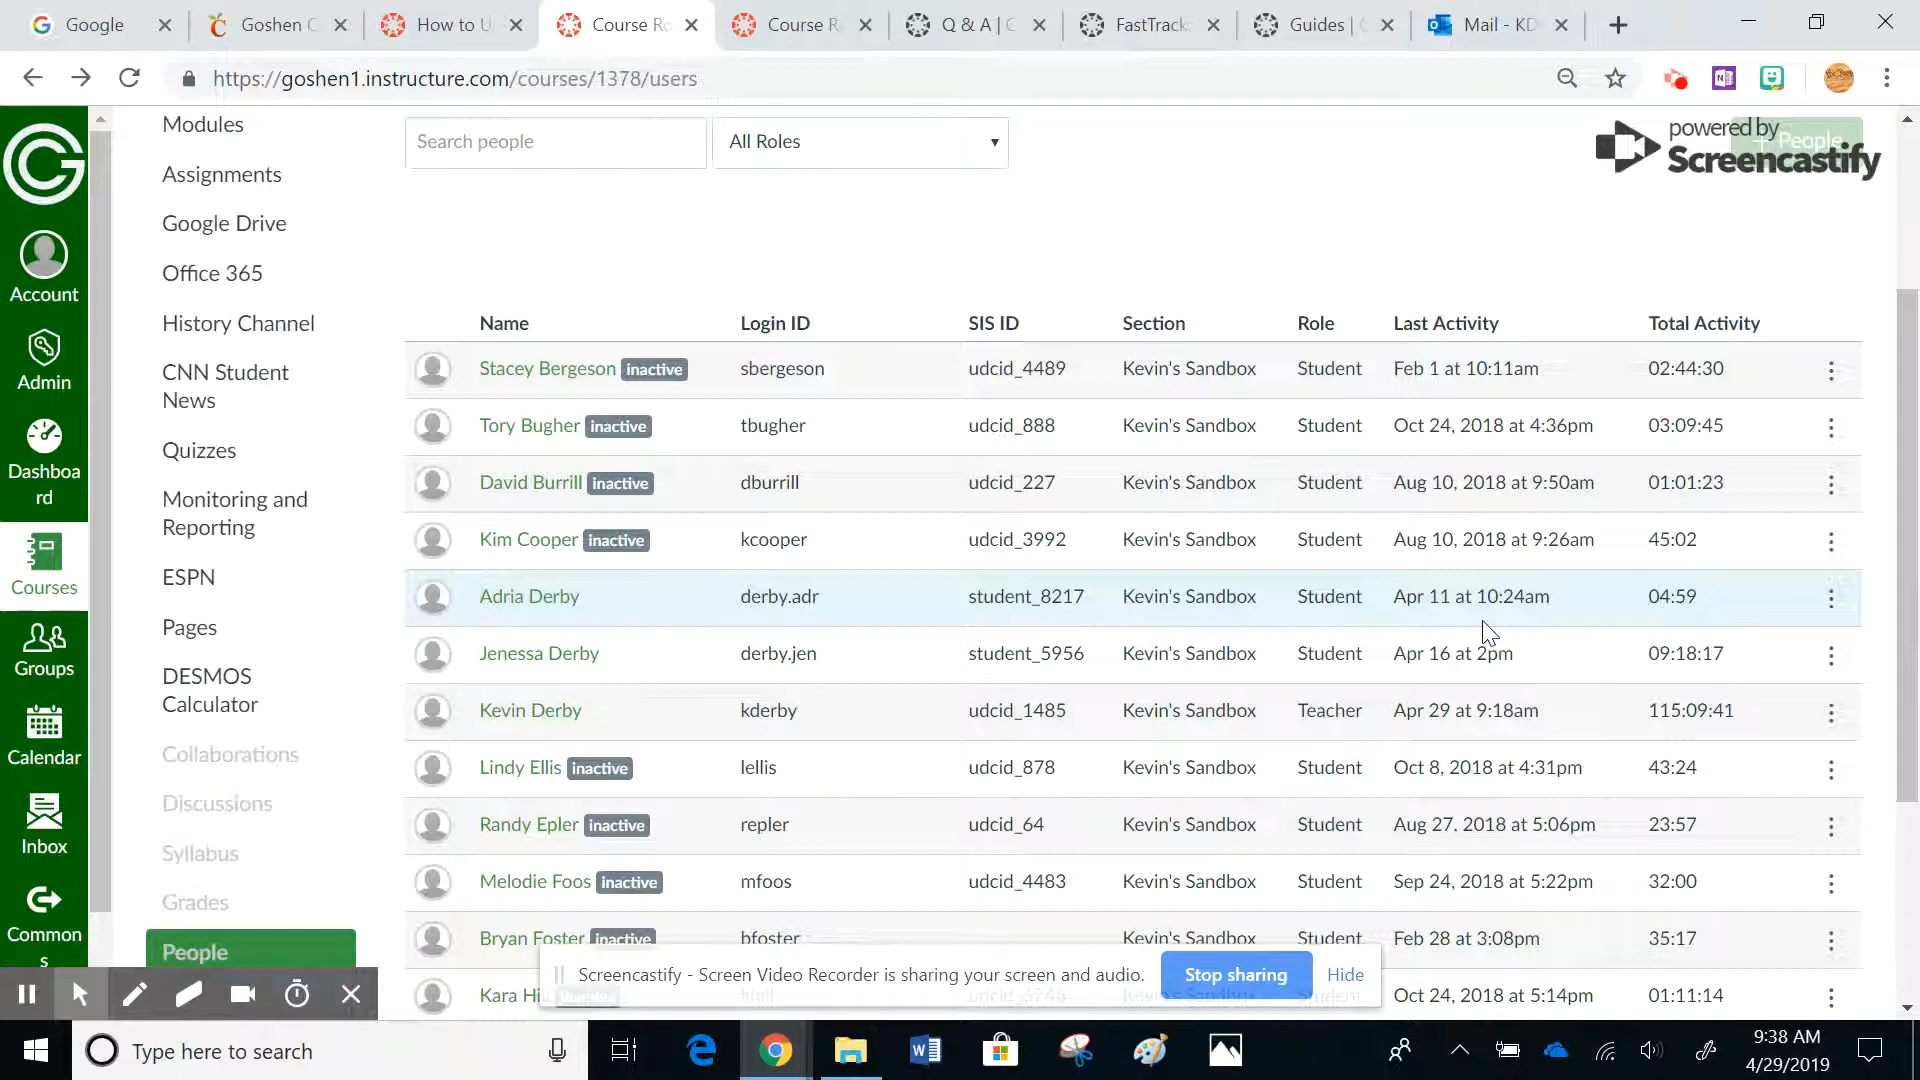 Google
Goshen C
How to U
Course Ro
Course R
Q & A |
FastTrack
Guides |
Mail - KD
https://goshen1.instructure.com/courses/1378/users
Account
Admin
Dashboa
rd
Courses
Groups
Calendar
Inbox
Common
s
Modules
Assignments
Google Drive
Office 365
History Channel
CNN Student
News
Quizzes
Monitoring and
Reporting
ESPN
Pages
DESMOS
Calculator
Collaborations
Discussions
Syllabus
Grades
People
Search people
All Roles
+ People
powered by
Screencastify
Name Login ID SIS ID Section Role Last Activity Total Activity
Stacey Bergeson inactive sbergeson udcid_4489 Kevin's Sandbox Student Feb 1 at 10:11am 02:44:30
Tory Bugher inactive tbugher udcid_888 Kevin's Sandbox Student Oct 24, 2018 at 4:36pm 03:09:45
David Burrill inactive dburrill udcid_227 Kevin's Sandbox Student Aug 10, 2018 at 9:50am 01:01:23
Kim Cooper inactive kcooper udcid_3992 Kevin's Sandbox Student Aug 10, 2018 at 9:26am 45:02
Adria Derby derby.adr student_8217 Kevin's Sandbox Student Apr 11 at 10:24am 04:59
Jenessa Derby derby.jen student_5956 Kevin's Sandbox Student Apr 16 at 2pm 09:18:17
Kevin Derby kderby udcid_1485 Kevin's Sandbox Teacher Apr 29 at 9:18am 115:09:41
Lindy Ellis inactive lellis udcid_878 Kevin's Sandbox Student Oct 8, 2018 at 4:31pm 43:24
Randy Epler inactive repler udcid_64 Kevin's Sandbox Student Aug 27, 2018 at 5:06pm 23:57
Melodie Foos inactive mfoos udcid_4483 Kevin's Sandbox Student Sep 24, 2018 at 5:22pm 32:00
Bryan Foster inactive bfoster Kevin's Sandbox Student Feb 28 at 3:08pm 35:17
Kara Oct 24, 2018 at 5:14pm 01:11:14
Screencastify - Screen Video Recorder is sharing your screen and audio. Stop sharing Hide
Type here to search
9:38 AM
4/29/2019